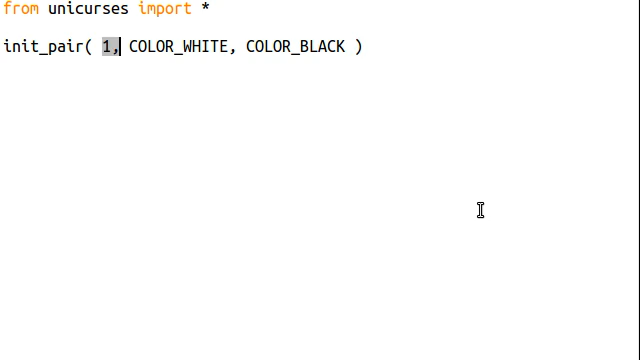 from unicurses import *
init_pair( 1, COLOR_WHITE, COLOR_BLACK )